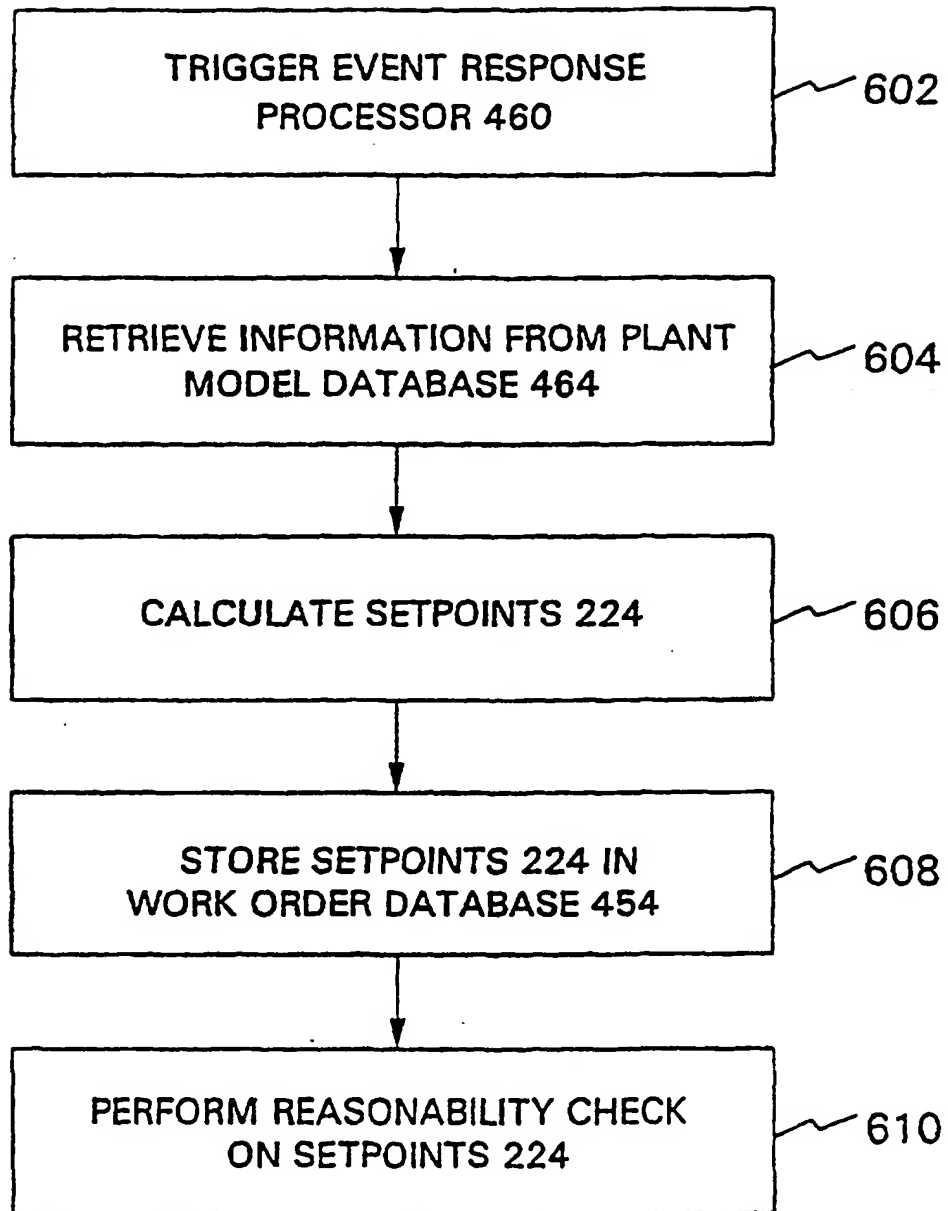 TRIGGER EVENT RESPONSE
PROCESSOR 460
602
RETRIEVE INFORMATION FROM PLANT
MODEL DATABASE 464
604
CALCULATE SETPOINTS 224
606
STORE SETPOINTS 224 IN
WORK ORDER DATABASE 454
608
PERFORM REASONABILITY CHECK
ON SETPOINTS 224
610